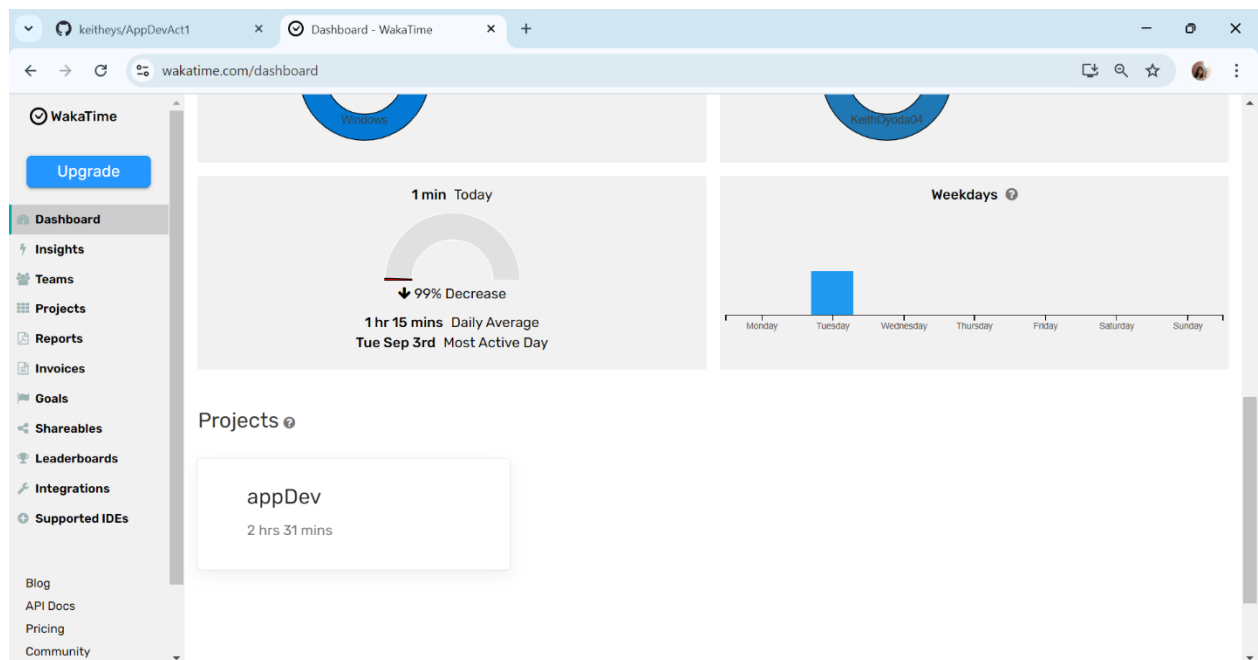 keitheys/AppDevAct1
Dashboard - WakaTime
wakatime.com/dashboard
WakaTime
Upgrade
Dashboard
Insights
Teams
Projects
Reports
Invoices
Goals
Shareables
Leaderboards
Integrations
Supported IDEs
Blog
API Docs
Pricing
Community
Windows
KeithOyoda04
1 min Today
99% Decrease
1 hr 15 mins Daily Average
Tue Sep 3rd Most Active Day
Weekdays
Monday Tuesday Wednesday Thursday Friday Saturday Sunday
Projects
appDev
2 hrs 31 mins